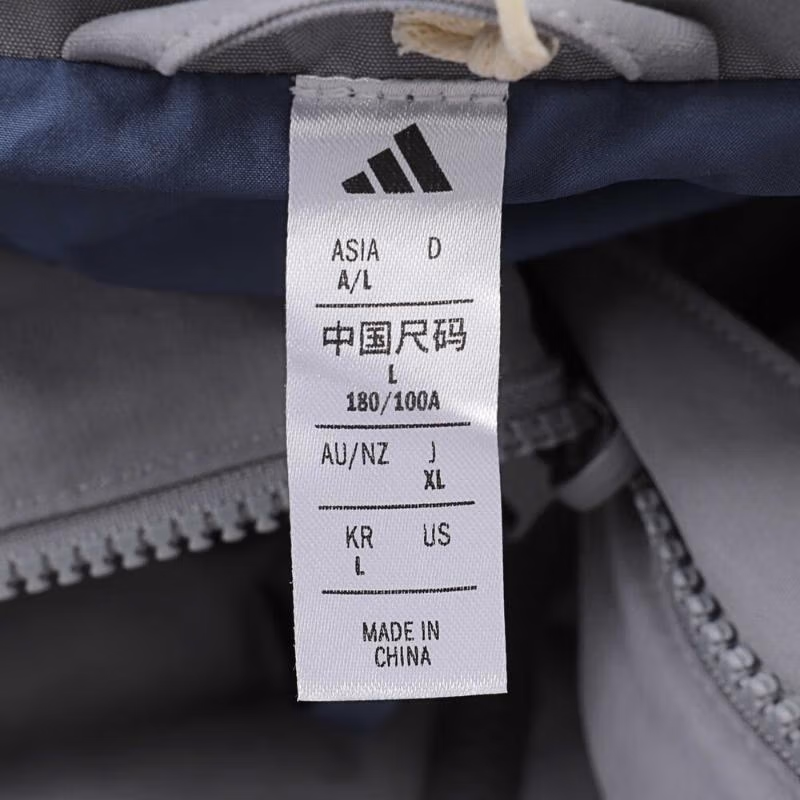 ASIA D
A/L
中国尺码
L
180/100A
AU/NZ J
XL
KR US
L
MADE IN
CHINA